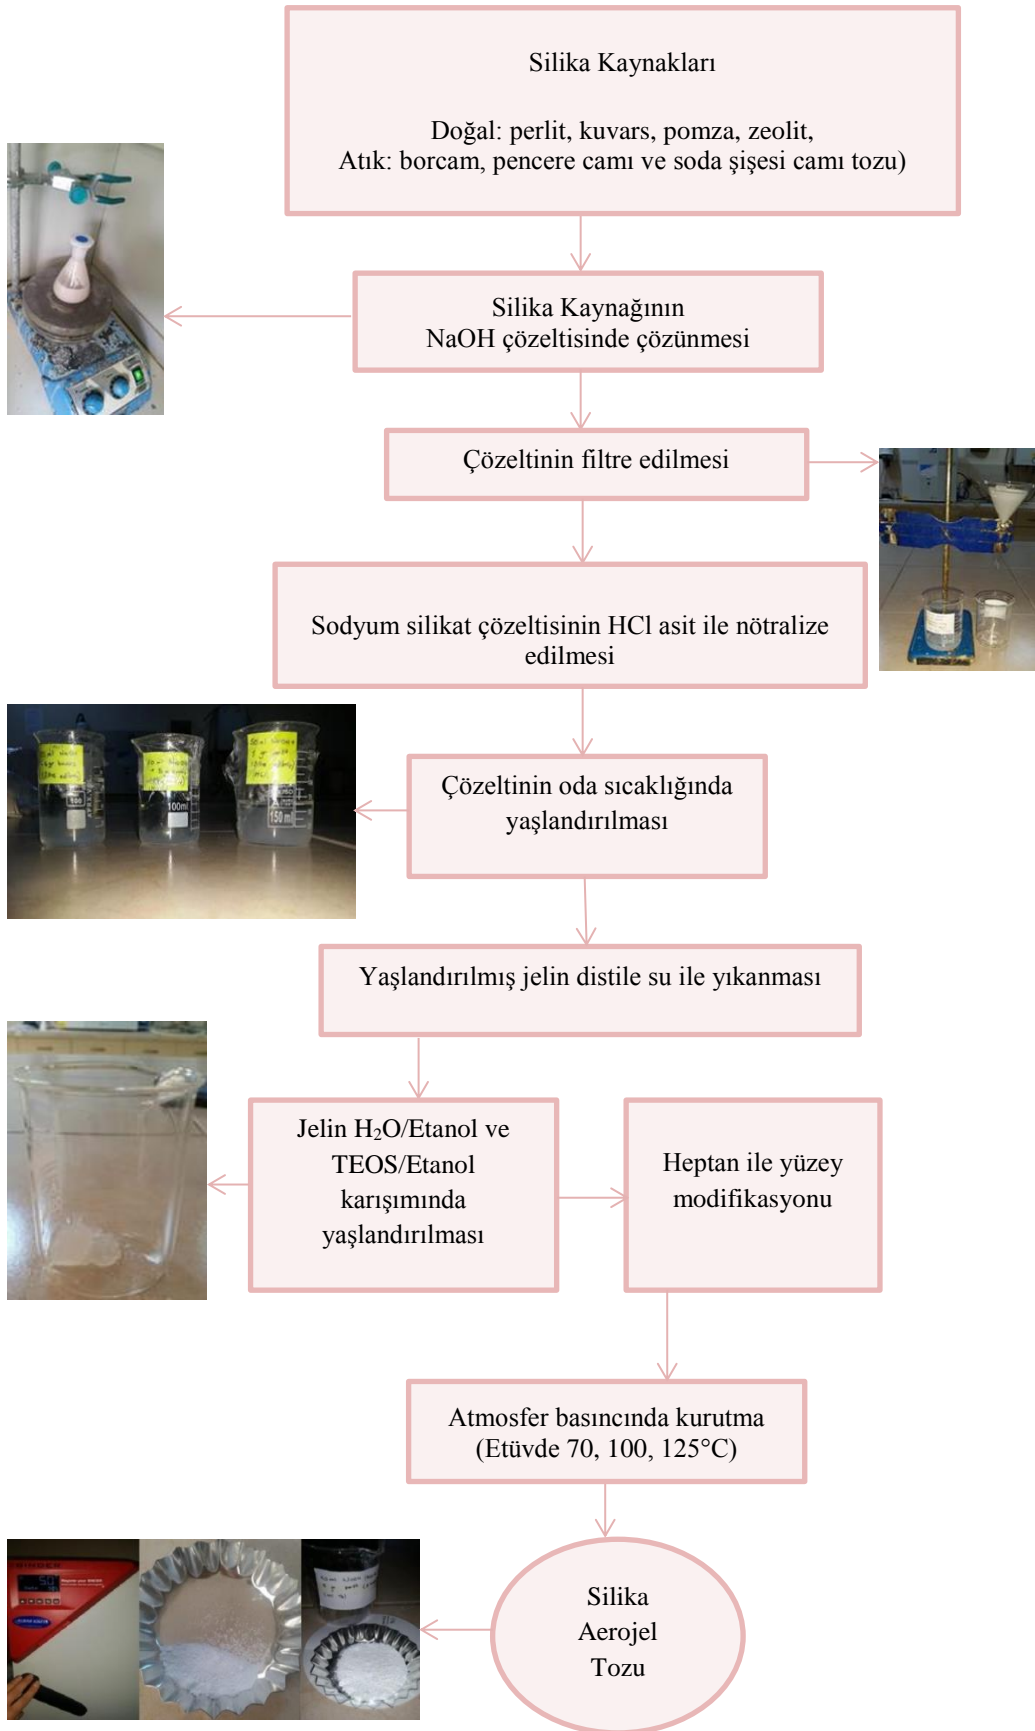 Silika Kaynakları
Doğal: perlit, kuvars, pomza, zeolit,
Atık: borcam, pencere camı ve soda şişesi camı tozu)
Silika Kaynağının
NaOH çözeltisinde çözünmesi
Çözeltinin filtre edilmesi
Sodyum silikat çözeltisinin HCl asit ile nötralize
edilmesi
Çözeltinin oda sıcaklığında
yaşlandırılması
100
100ml
150 ml
Yaşlandırılmış jelin distile su ile yıkanması
Jelin H₂O/Etanol ve
TEOS/Etanol
karışımında
yaşlandırılması
Heptan ile yüzey
modifikasyonu
Atmosfer basıncında kurutma
(Etüvde 70, 100, 125°C)
Silika
Aerojel
Tozu